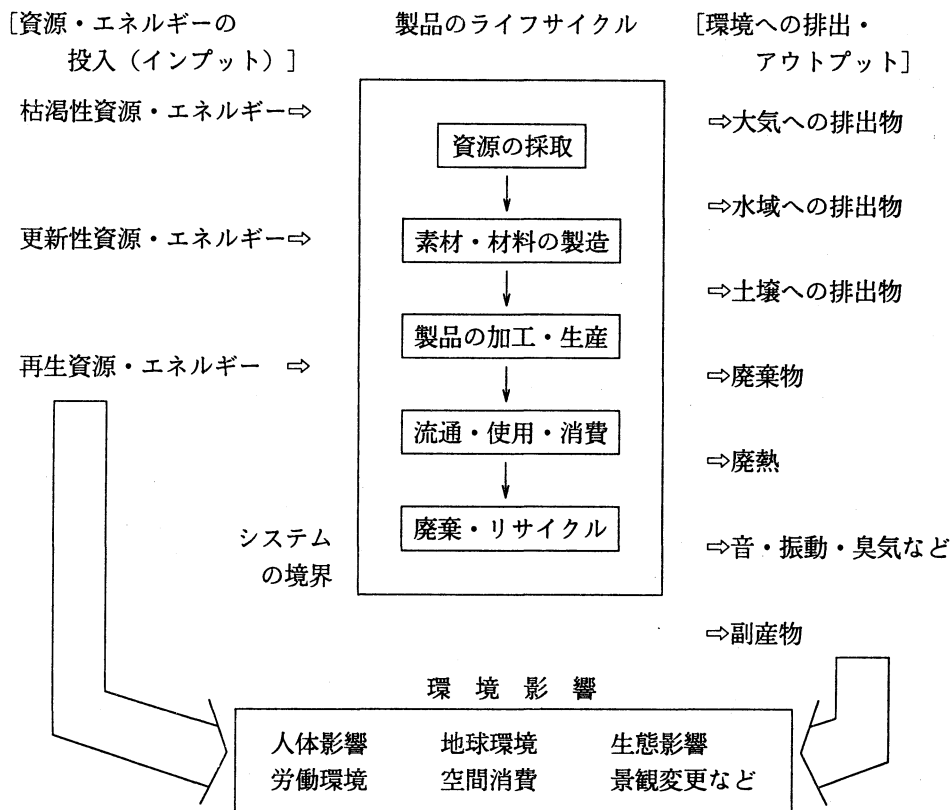 [資源・エネルギーの
投入（インプット）]
枯渇性資源・エネルギー⇨
更新性資源・エネルギー⇨
再生資源・エネルギー ⇨
製品のライフサイクル
資源の採取
↓
素材・材料の製造
↓
製品の加工・生産
↓
流通・使用・消費
↓
廃棄・リサイクル
システム
の境界
[環境への排出・
アウトプット]
⇨大気への排出物
⇨水域への排出物
⇨土壌への排出物
⇨廃棄物
⇨廃熱
⇨音・振動・臭気など
⇨副産物
環 境 影 響
人体影響 地球環境 生態影響
労働環境 空間消費 景観変更など